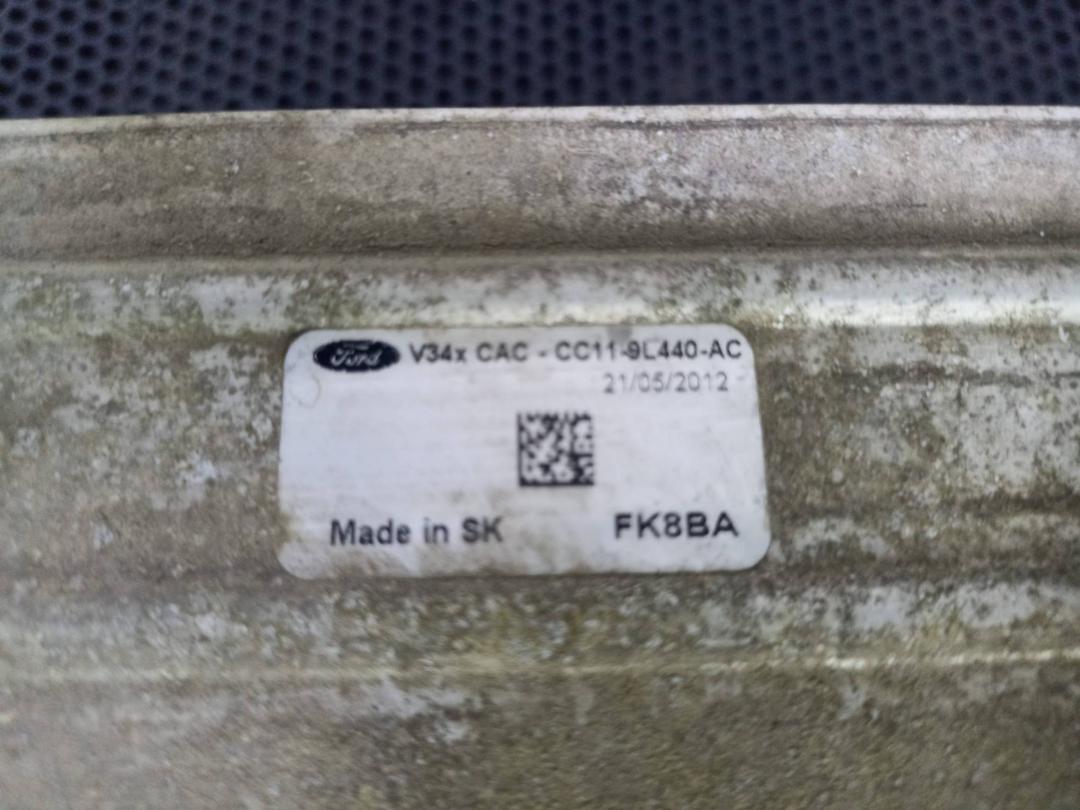 Ford V34x CAC - CC11-9L440-AC
21/05/2012
Made in SK FK8BA